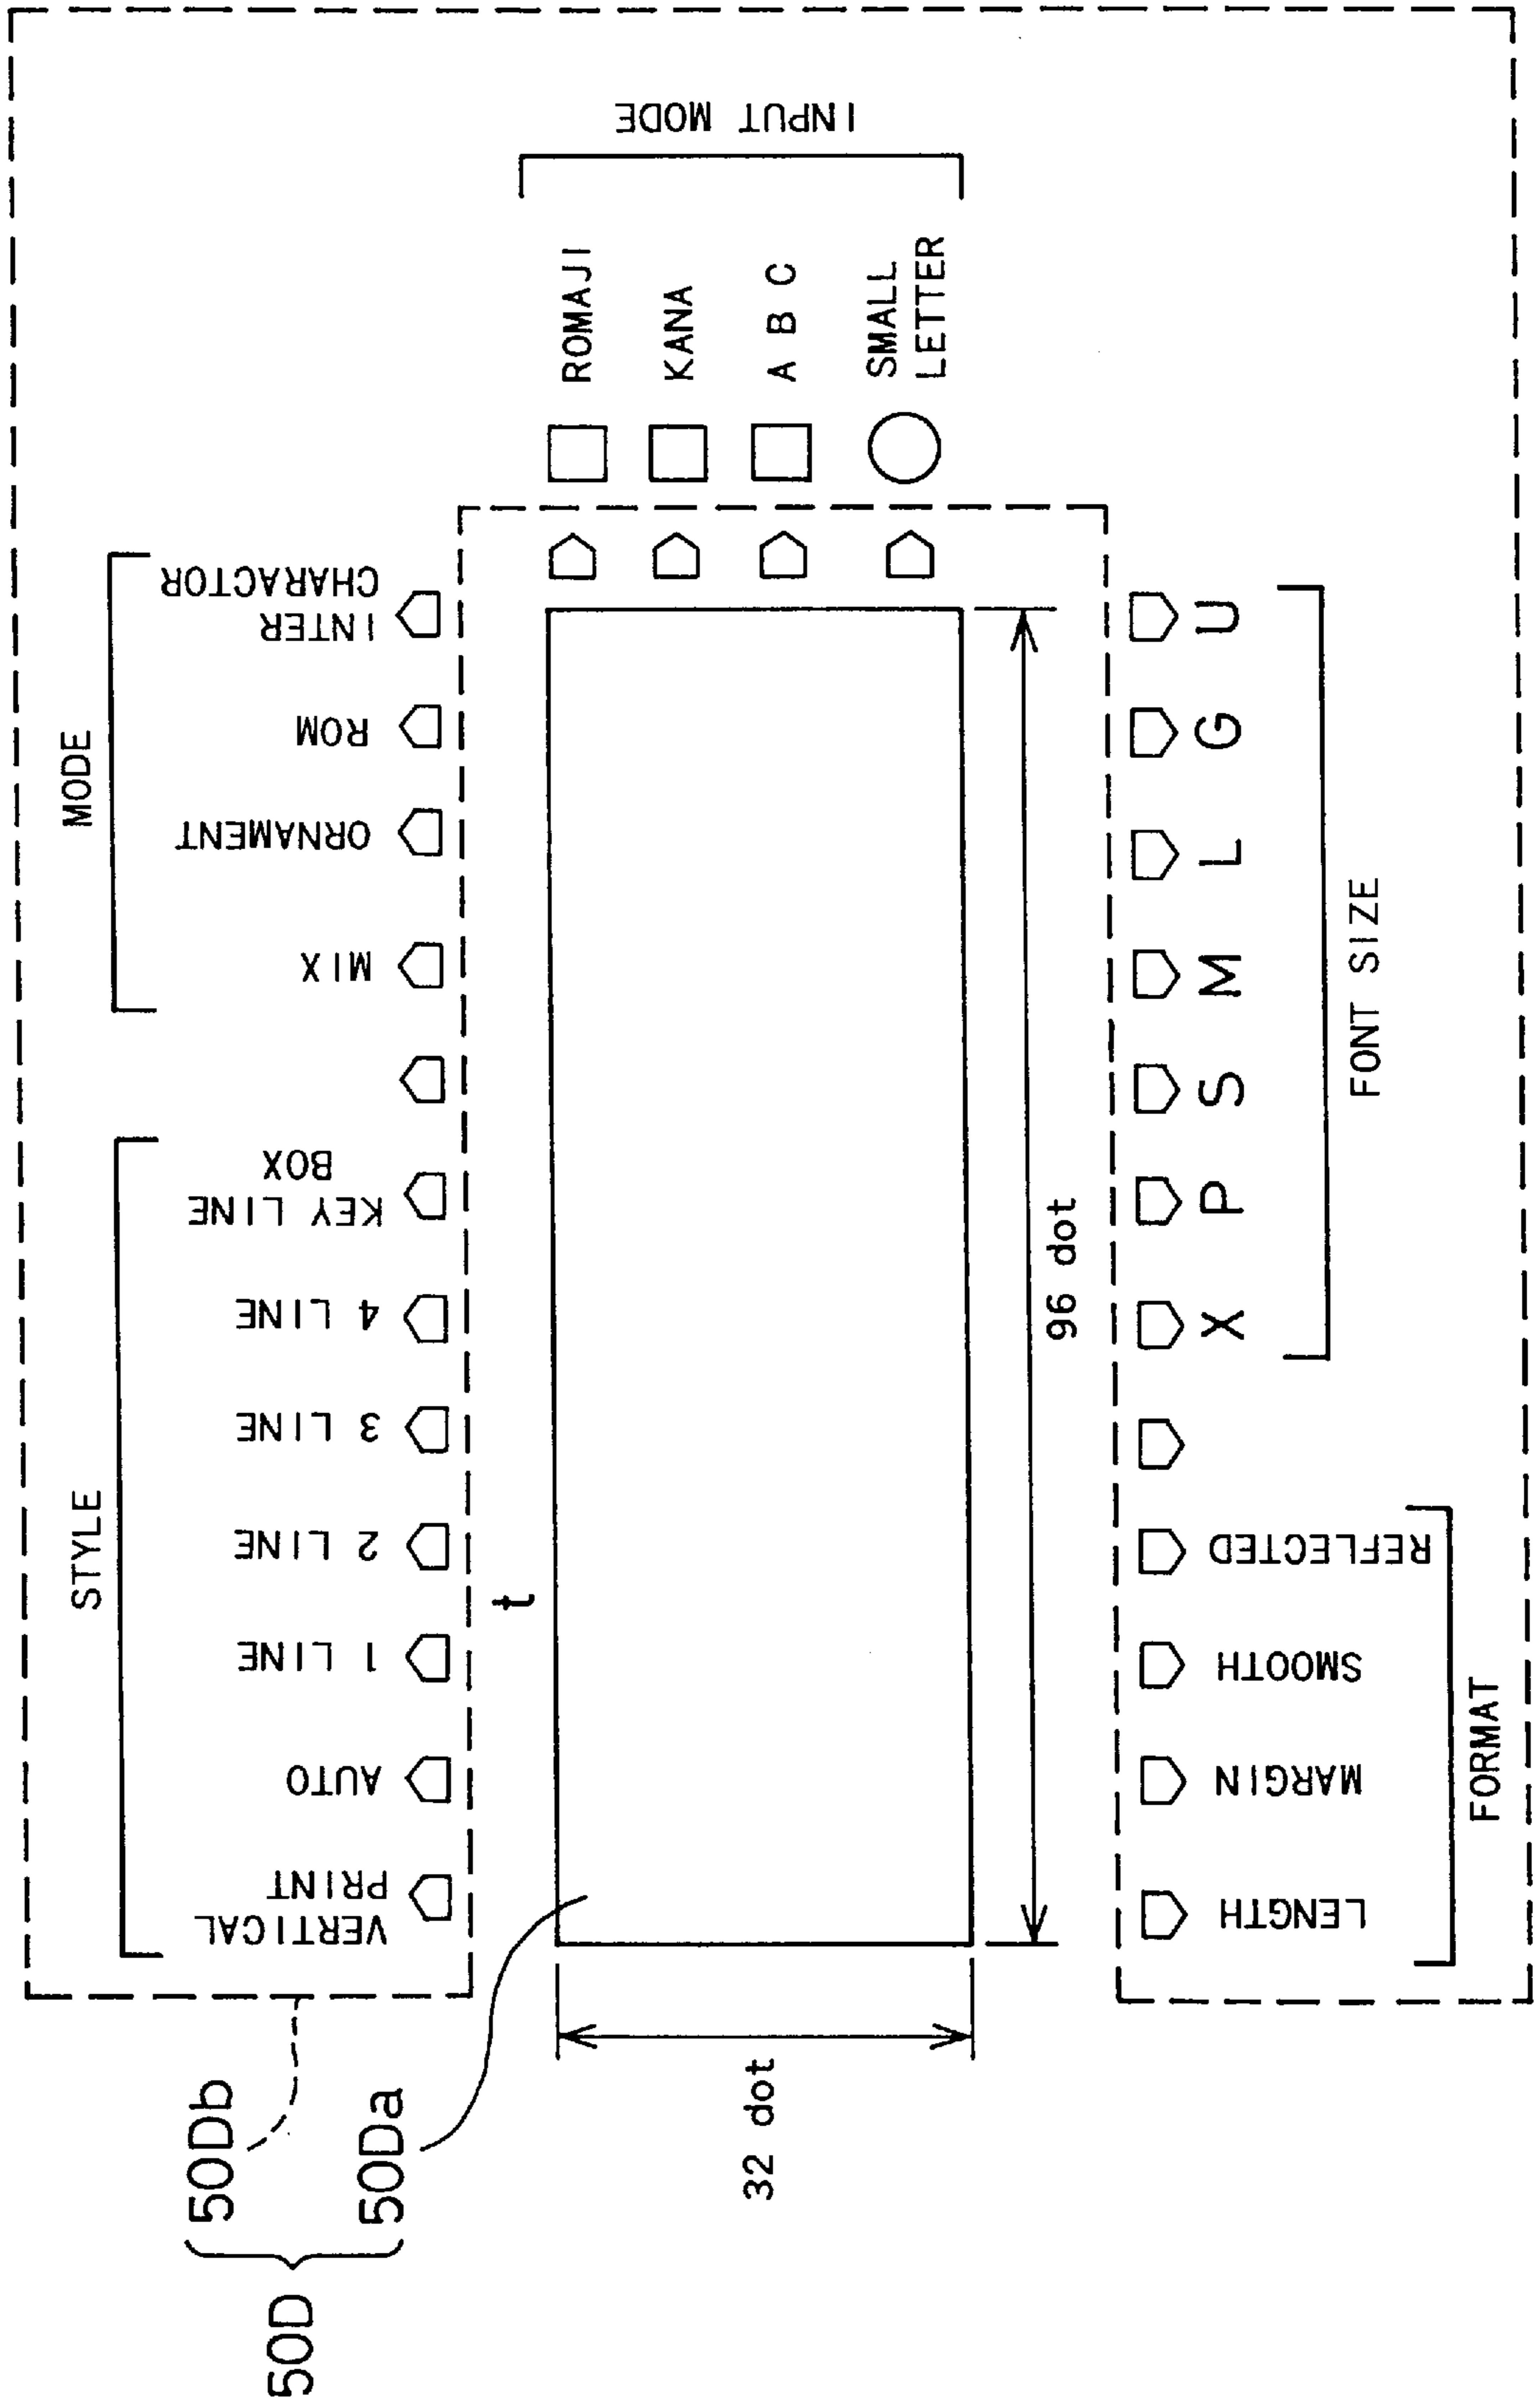 STYLE
MODE
VERTICAL
PRINT
AUTO
1 LINE
2 LINE
3 LINE
4 LINE
KEY LINE
BOX
MIX
ORNAMENT
ROM
INTER
CHARACTOR
50D
50Db
50Da
t
32 dot
96 dot
ROMAJI
KANA
A B C
SMALL
LETTER
INPUT MODE
LENGTH
MARGIN
SMOOTH
REFLECTED
X
P
S
M
L
G
U
FORMAT
FONT SIZE